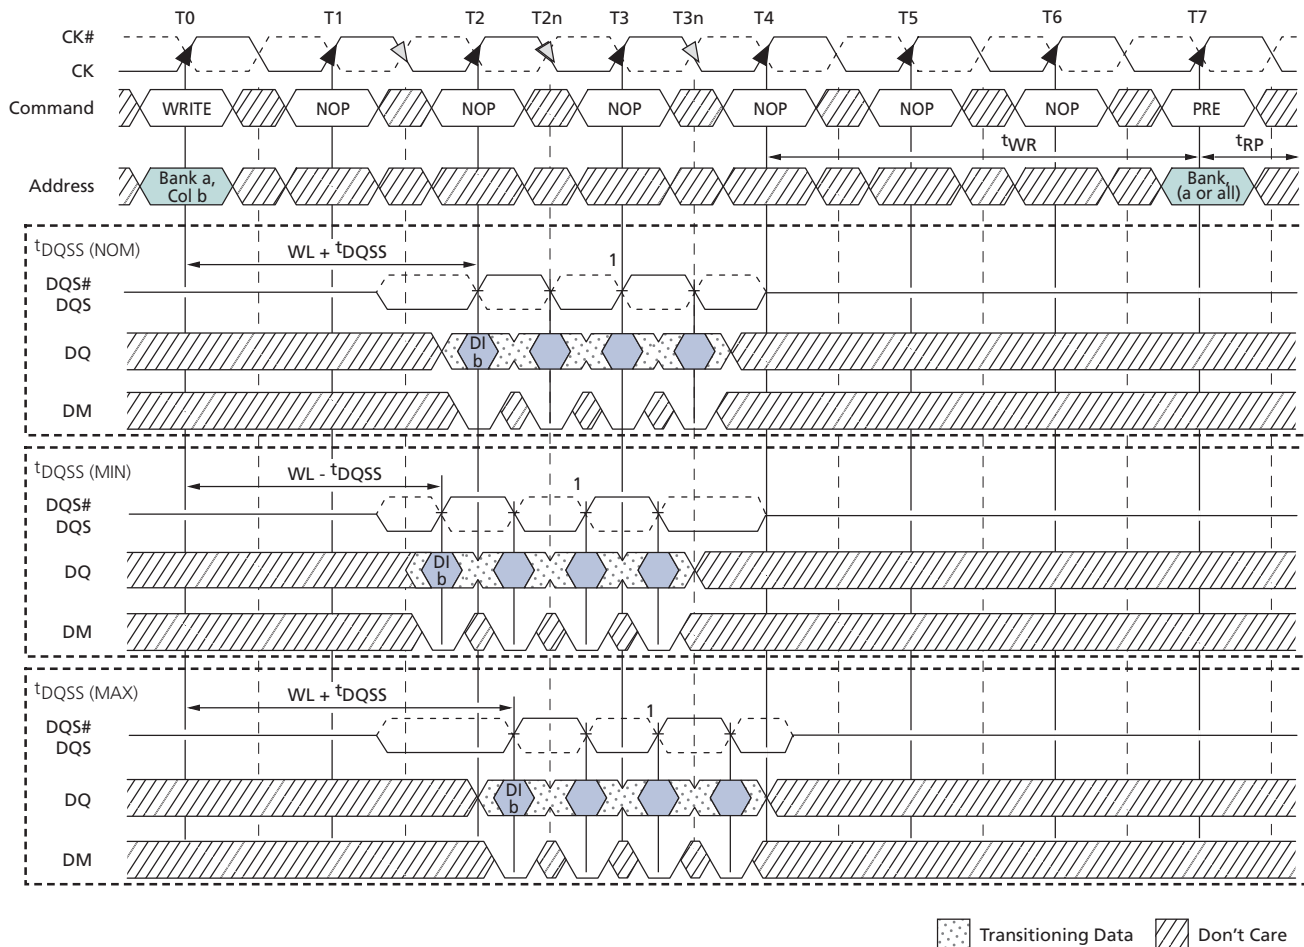 T0 T1 T2 T2n T3 T3n T4 T5 T6 T7
CK#
CK
Command WRITE NOP NOP NOP NOP NOP NOP PRE
tWR tRP
Address Bank a, Col b Bank, (a or all)
tDQSS (NOM)
WL + tDQSS
1
DQS#
DQS
DQ DI b
DM
tDQSS (MIN)
WL - tDQSS
1
DQS#
DQS
DQ DI b
DM
tDQSS (MAX)
WL + tDQSS
1
DQS#
DQS
DQ DI b
DM
Transitioning Data Don't Care